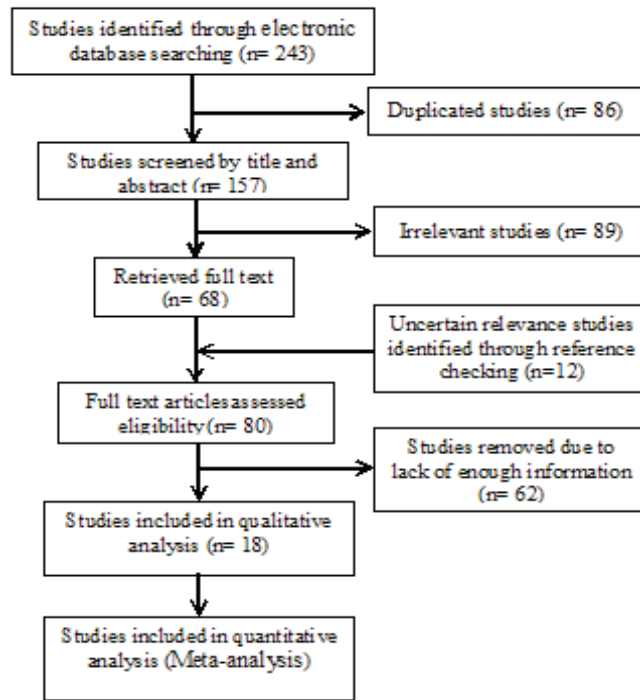 Studies identified through electronic
database searching (n= 243)
Duplicated studies (n= 86)
Studies screened by title and
abstract (n= 157)
Irrelevant studies (n= 89)
Retrieved full text
(n= 68)
Uncertain relevance studies
identified through reference
checking (n=12)
Full text articles assessed
eligibility (n= 80)
Studies removed due to
lack of enough information
(n= 62)
Studies included in qualitative
analysis (n= 18)
Studies included in quantitative
analysis (Meta-analysis)